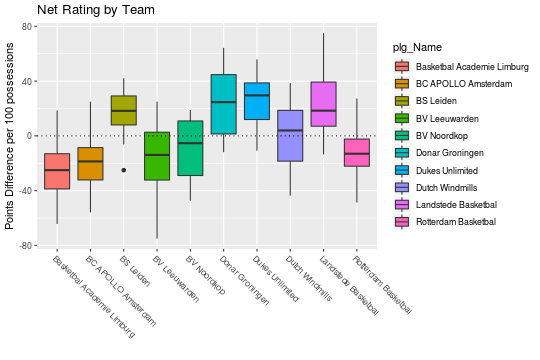 Net Rating by Team
Points Difference per 100 possessions
80
40
0
-40
-80
Basketbal Academie Limburg
BC APOLLO Amsterdam
BS Leiden
BV Leeuwarden
BV Noordkop
Donar Groningen
Dukes Unlimited
Dutch Windmills
Landstede Basketbal
Rotterdam Basketbal
plg_Name
Basketbal Academie Limburg
BC APOLLO Amsterdam
BS Leiden
BV Leeuwarden
BV Noordkop
Donar Groningen
Dukes Unlimited
Dutch Windmills
Landstede Basketbal
Rotterdam Basketbal